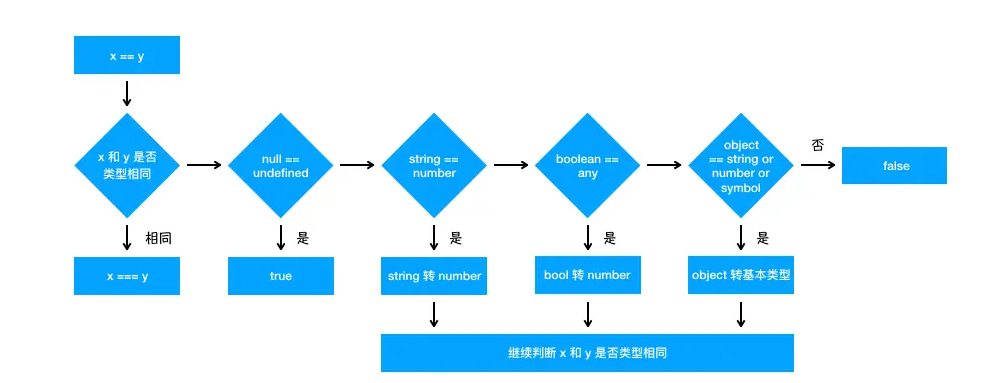 x == y
x 和 y 是否
类型相同
null ==
undefined
string ==
number
boolean ==
any
object
== string or
number or
symbol
否
false
相同
是
是
是
是
x === y
true
string 转 number
bool 转 number
object 转基本类型
继续判断 x 和 y 是否类型相同